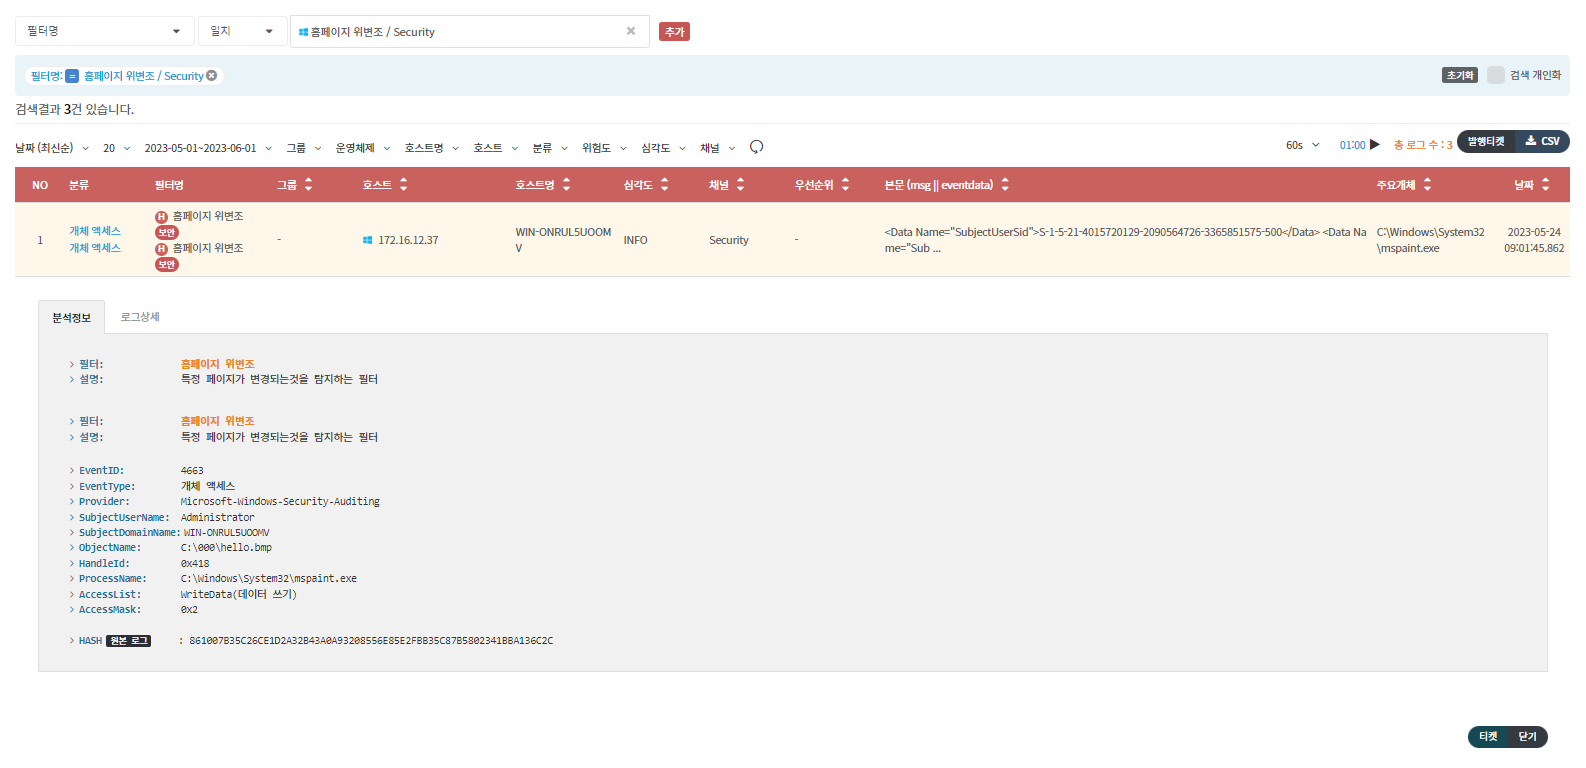 필터명 일치 홈페이지 위변조 / Security 추가
필터명: = 홈페이지 위변조 / Security 초기화 검색 개인화
검색결과 3건 있습니다.
날짜 (최신순) 20 2023-05-01~2023-06-01 그룹 운영체제 호스트명 호스트 분류 위험도 심각도 채널 60s 01:00 총 로그 수 : 3 발행티켓 CSV
NO 분류 필터명 그룹 호스트 호스트명 심각도 채널 우선순위 본문 (msg || eventdata) 주요개체 날짜
1
개체 액세스
개체 액세스
H 홈페이지 위변조
보안
H 홈페이지 위변조
보안
-
172.16.12.37
WIN-ONRUL5UOOM
V
INFO
Security
-
<Data Name="SubjectUserSid">S-1-5-21-4015720129-2090564726-3365851575-500</Data> <Data Na
me="Sub ...
C:\Windows\System32
\mspaint.exe
2023-05-24
09:01:45.862
분석정보 로그상세
> 필터: 홈페이지 위변조
> 설명: 특정 페이지가 변경되는것을 탐지하는 필터
> 필터: 홈페이지 위변조
> 설명: 특정 페이지가 변경되는것을 탐지하는 필터
> EventID: 4663
> EventType: 개체 액세스
> Provider: Microsoft-Windows-Security-Auditing
> SubjectUserName: Administrator
> SubjectDomainName: WIN-ONRUL5UOOMV
> ObjectName: C:\000\hello.bmp
> HandleId: 0x418
> ProcessName: C:\Windows\System32\mspaint.exe
> AccessList: WriteData(데이터 쓰기)
> AccessMask: 0x2
> HASH 원본 로그 : 861007B35C26CE1D2A32B43A0A93208556E85E2FBB35C87B5802341BBA136C2C
티켓 닫기